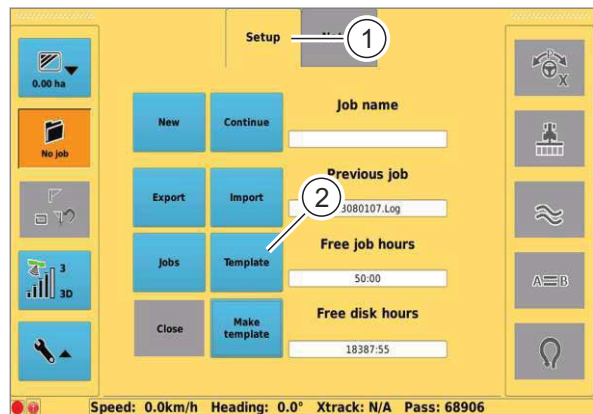 Setup
1
0.00 ha
No job
3
3D
New
Continue
Export
Import
Jobs
Template
Close
Make
template
Job name
Previous job
2
3080107.Log
Free job hours
50:00
Free disk hours
18387:55
R
X
A=B
Speed: 0.0km/h Heading: 0.0° Xtrack: N/A Pass: 68906